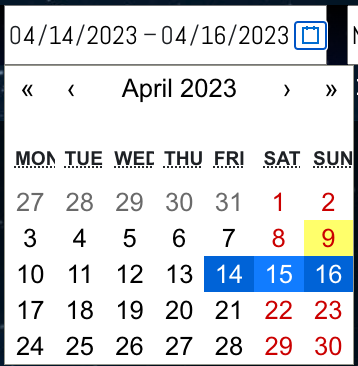 04/14/2023 – 04/16/2023
« ‹ April 2023 › »
MON TUE WED THU FRI SAT SUN
27 28 29 30 31 1 2
3 4 5 6 7 8 9
10 11 12 13 14 15 16
17 18 19 20 21 22 23
24 25 26 27 28 29 30